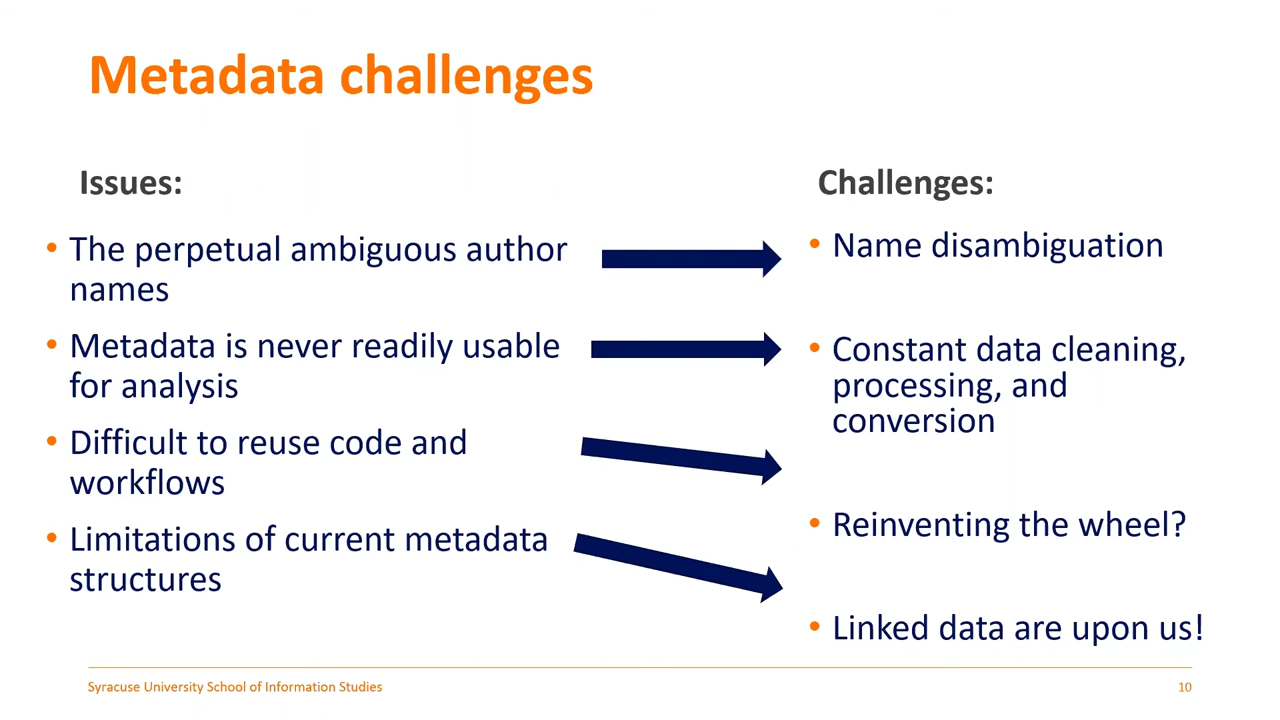 Metadata challenges
Issues:
• The perpetual ambiguous author
names
• Metadata is never readily usable
for analysis
• Difficult to reuse code and
workflows
• Limitations of current metadata
structures
Challenges:
• Name disambiguation
• Constant data cleaning,
processing, and
conversion
• Reinventing the wheel?
• Linked data are upon us!
Syracuse University School of Information Studies
10